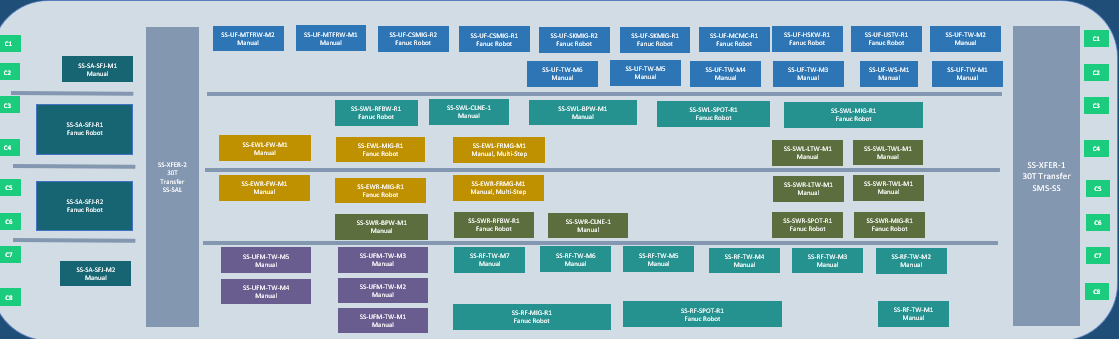 C1
C2
C3
C4
C5
C6
C7
C8
SS-SA-SFJ-M1
Manual
SS-SA-SFJ-R1
Fanuc Robot
SS-SA-SFJ-R2
Fanuc Robot
SS-SA-SFJ-M2
Manual
SS-XFER-2
30T
Transfer
SS-SAL
SS-UF-MTFRW-M2
Manual
SS-UF-MTFRW-M1
Manual
SS-UF-CSMIG-R2
Fanuc Robot
SS-UF-CSMIG-R1
Fanuc Robot
SS-UF-SKMIG-R2
Fanuc Robot
SS-UF-SKMIG-R1
Fanuc Robot
SS-UF-MCMC-R1
Fanuc Robot
SS-UF-HSKW-R1
Fanuc Robot
SS-UF-USTV-R1
Fanuc Robot
SS-UF-TW-M2
Manual
SS-UF-TW-M6
Manual
SS-UF-TW-M5
Manual
SS-UF-TW-M4
Manual
SS-UF-TW-M3
Manual
SS-UF-WS-M1
Manual
SS-UF-TW-M1
Manual
SS-SWL-RFBW-R1
Fanuc Robot
SS-SWL-CLNE-1
Manual
SS-SWL-BPW-M1
Manual
SS-SWL-SPOT-R1
Fanuc Robot
SS-SWL-MIG-R1
Fanuc Robot
SS-EWL-FW-M1
Manual
SS-EWL-MIG-R1
Fanuc Robot
SS-EWL-FRMG-M1
Manual, Multi-Step
SS-SWL-LTW-M1
Manual
SS-SWL-TWL-M1
Manual
SS-EWR-FW-M1
Manual
SS-EWR-MIG-R1
Fanuc Robot
SS-EWR-FRMG-M1
Manual, Multi-Step
SS-SWR-LTW-M1
Manual
SS-SWR-TWL-M1
Manual
SS-SWR-BPW-M1
Manual
SS-SWR-RFBW-R1
Fanuc Robot
SS-SWR-CLNE-1
Manual
SS-SWR-SPOT-R1
Fanuc Robot
SS-SWR-MIG-R1
Fanuc Robot
SS-UFM-TW-M5
Manual
SS-UFM-TW-M3
Manual
SS-RF-TW-M7
Fanuc Robot
SS-RF-TW-M6
Manual
SS-RF-TW-M5
Manual
SS-RF-TW-M4
Manual
SS-RF-TW-M3
Manual
SS-RF-TW-M2
Manual
SS-UFM-TW-M4
Manual
SS-UFM-TW-M2
Manual
SS-UFM-TW-M1
Manual
SS-RF-MIG-R1
Fanuc Robot
SS-RF-SPOT-R1
Fanuc Robot
SS-RF-TW-M1
Manual
SS-XFER-1
30T Transfer
SMS-SS
C1
C2
C3
C4
C5
C6
C7
C8